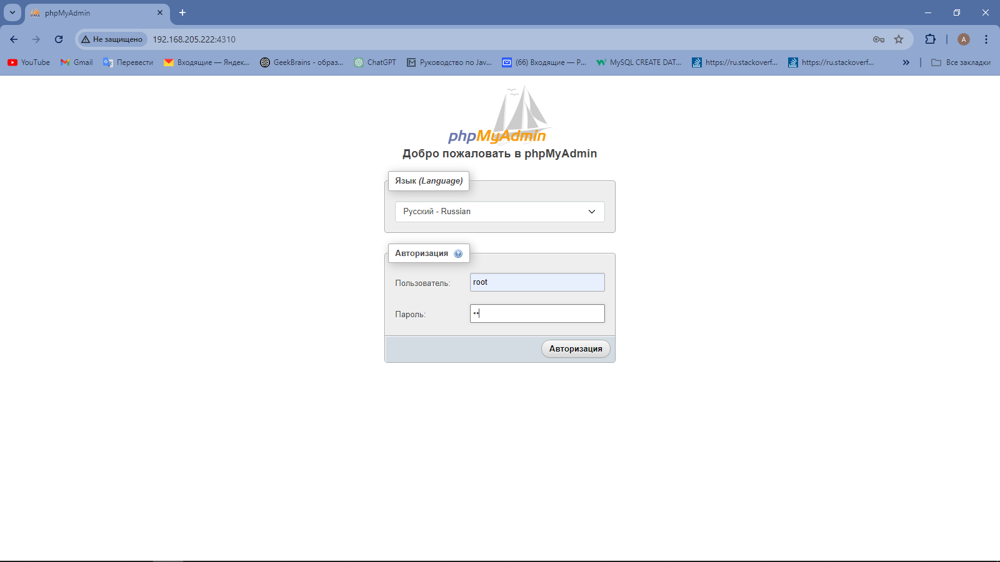 phpMyAdmin
Не защищено
192.168.205.222:4310
A
YouTube
Gmail
Перевести
Входящие — Яндек...
GeekBrains - образ...
ChatGPT
Руководство по Jav...
(66) Входящие — Р...
MySQL CREATE DAT...
https://ru.stackoverf...
https://ru.stackoverf...
Все закладки
phpMyAdmin
Добро пожаловать в phpMyAdmin
Язык (Language)
Русский - Russian
Авторизация
Пользователь:
root
Пароль:
••
Авторизация